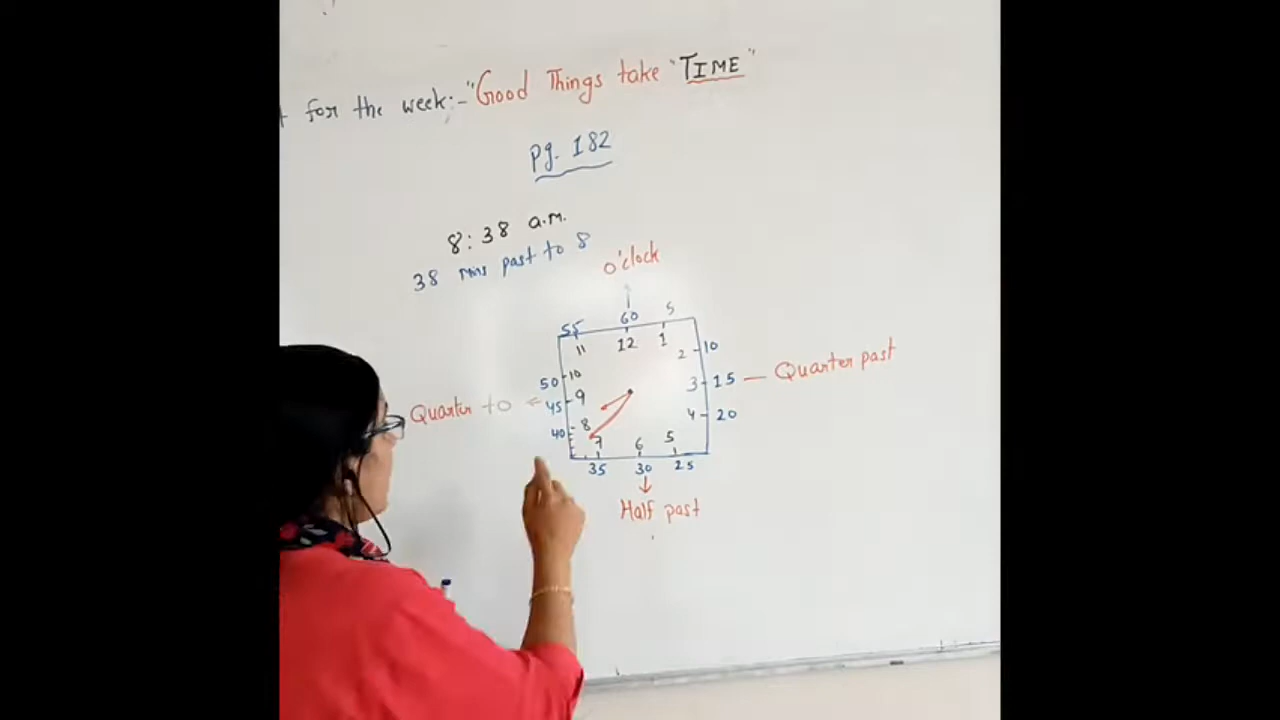 for the week:- "Good Things take "TIME"
Pg. 182
8:38 a.m.
38 mns past to 8
o'clock
55 60 5
11 12 1
50 10 2 10
45 9 3 15
40 8 4 20
7 6 5
35 30 25
Quarter to
Quarter past
Half past